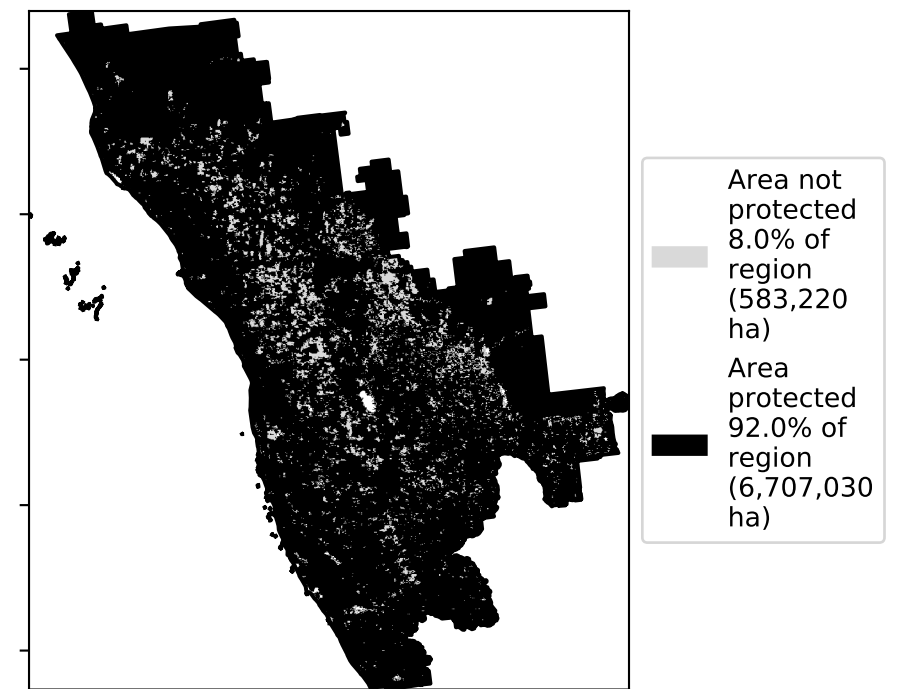 Area not
protected
8.0% of
region
(583,220
ha)
Area
protected
92.0% of
region
(6,707,030
ha)